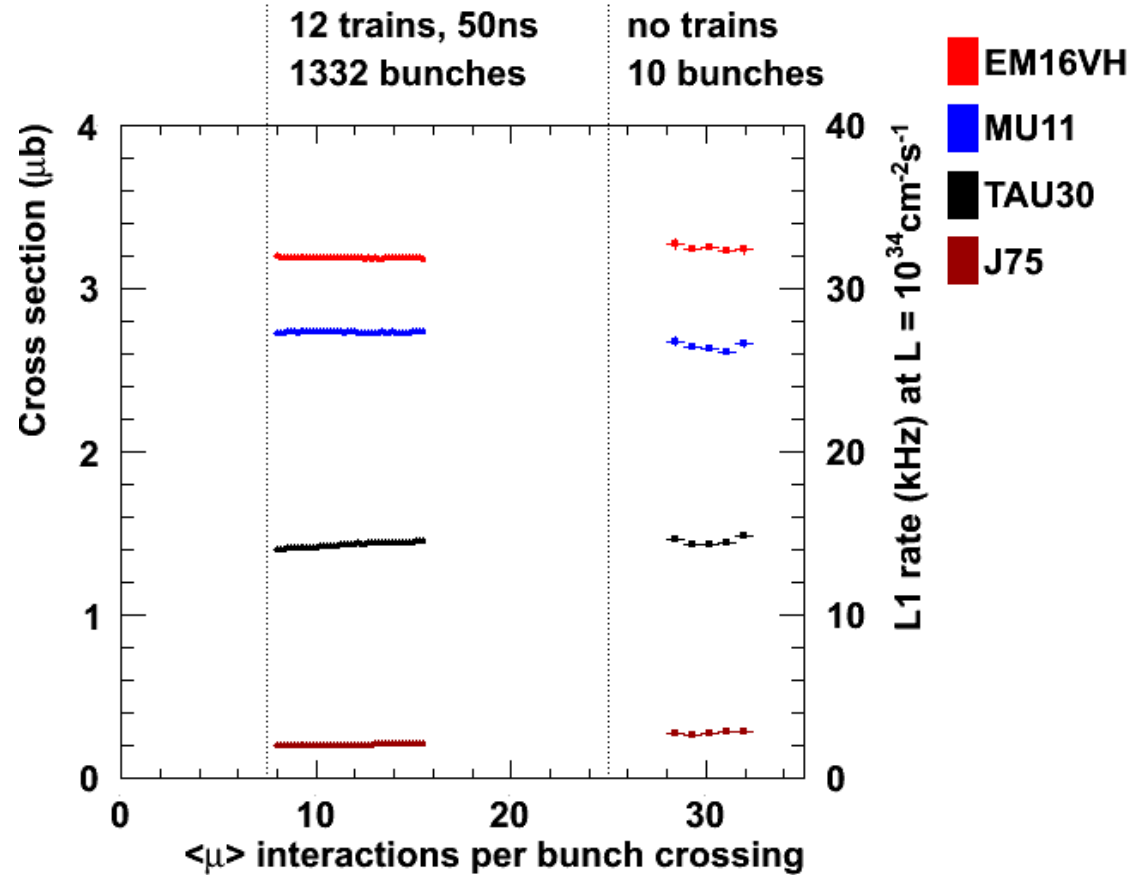 12 trains, 50ns
1332 bunches
no trains
10 bunches
EM16VH
MU11
TAU30
J75
Cross section (μb)
4
3
2
1
0
40
30
20
10
0
L1 rate (kHz) at L = 10³⁴cm⁻²s⁻¹
0
10
20
30
<μ> interactions per bunch crossing